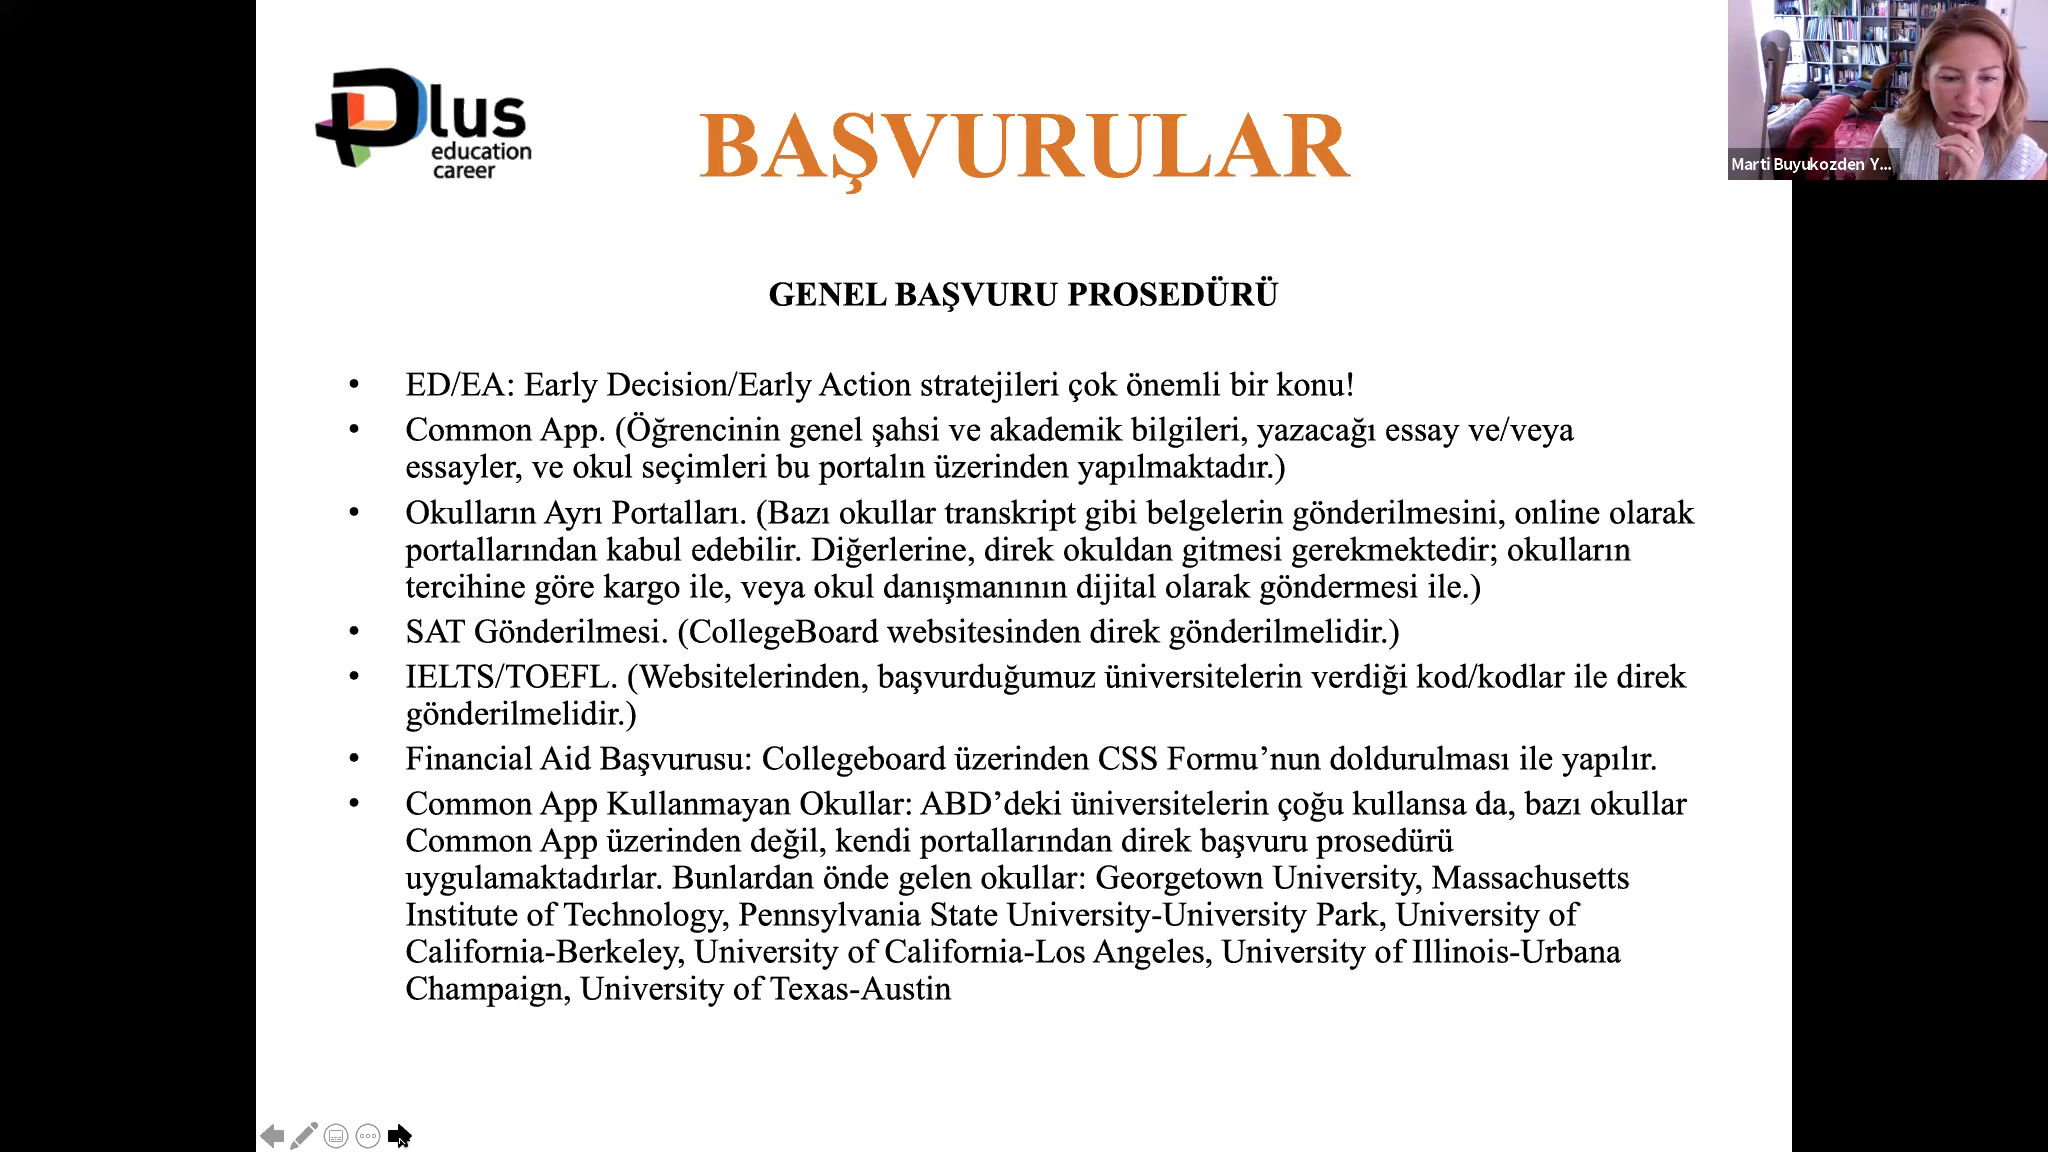 Plus
education
career
BAŞVURULAR
Marti Buyukozden Y...
GENEL BAŞVURU PROSEDÜRÜ
• ED/EA: Early Decision/Early Action stratejileri çok önemli bir konu!
• Common App. (Öğrencinin genel şahsi ve akademik bilgileri, yazacağı essay ve/veya
essayler, ve okul seçimleri bu portalın üzerinden yapılmaktadır.)
• Okulların Ayrı Portalları. (Bazı okullar transkript gibi belgelerin gönderilmesini, online olarak
portallarından kabul edebilir. Diğerlerine, direk okuldan gitmesi gerekmektedir; okulların
tercihine göre kargo ile, veya okul danışmanının dijital olarak göndermesi ile.)
• SAT Gönderilmesi. (CollegeBoard websitesinden direk gönderilmelidir.)
• IELTS/TOEFL. (Websitelerinden, başvurduğumuz üniversitelerin verdiği kod/kodlar ile direk
gönderilmelidir.)
• Financial Aid Başvurusu: Collegeboard üzerinden CSS Formu’nun doldurulması ile yapılır.
• Common App Kullanmayan Okullar: ABD’deki üniversitelerin çoğu kullansa da, bazı okullar
Common App üzerinden değil, kendi portallarından direk başvuru prosedürü
uygulamaktadırlar. Bunlardan önde gelen okullar: Georgetown University, Massachusetts
Institute of Technology, Pennsylvania State University-University Park, University of
California-Berkeley, University of California-Los Angeles, University of Illinois-Urbana
Champaign, University of Texas-Austin